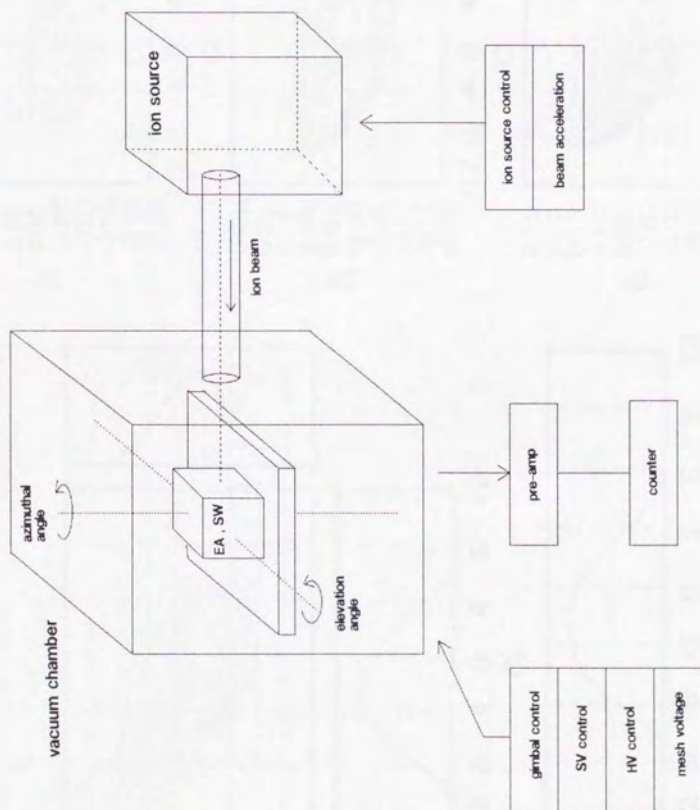 vacuum chamber
azimuthal
angle
EA , SW
elevation
angle
ion beam
ion source
gimbal control
SV control
HV control
mesh voltage
pre-amp
counter
ion source control
beam acceleration